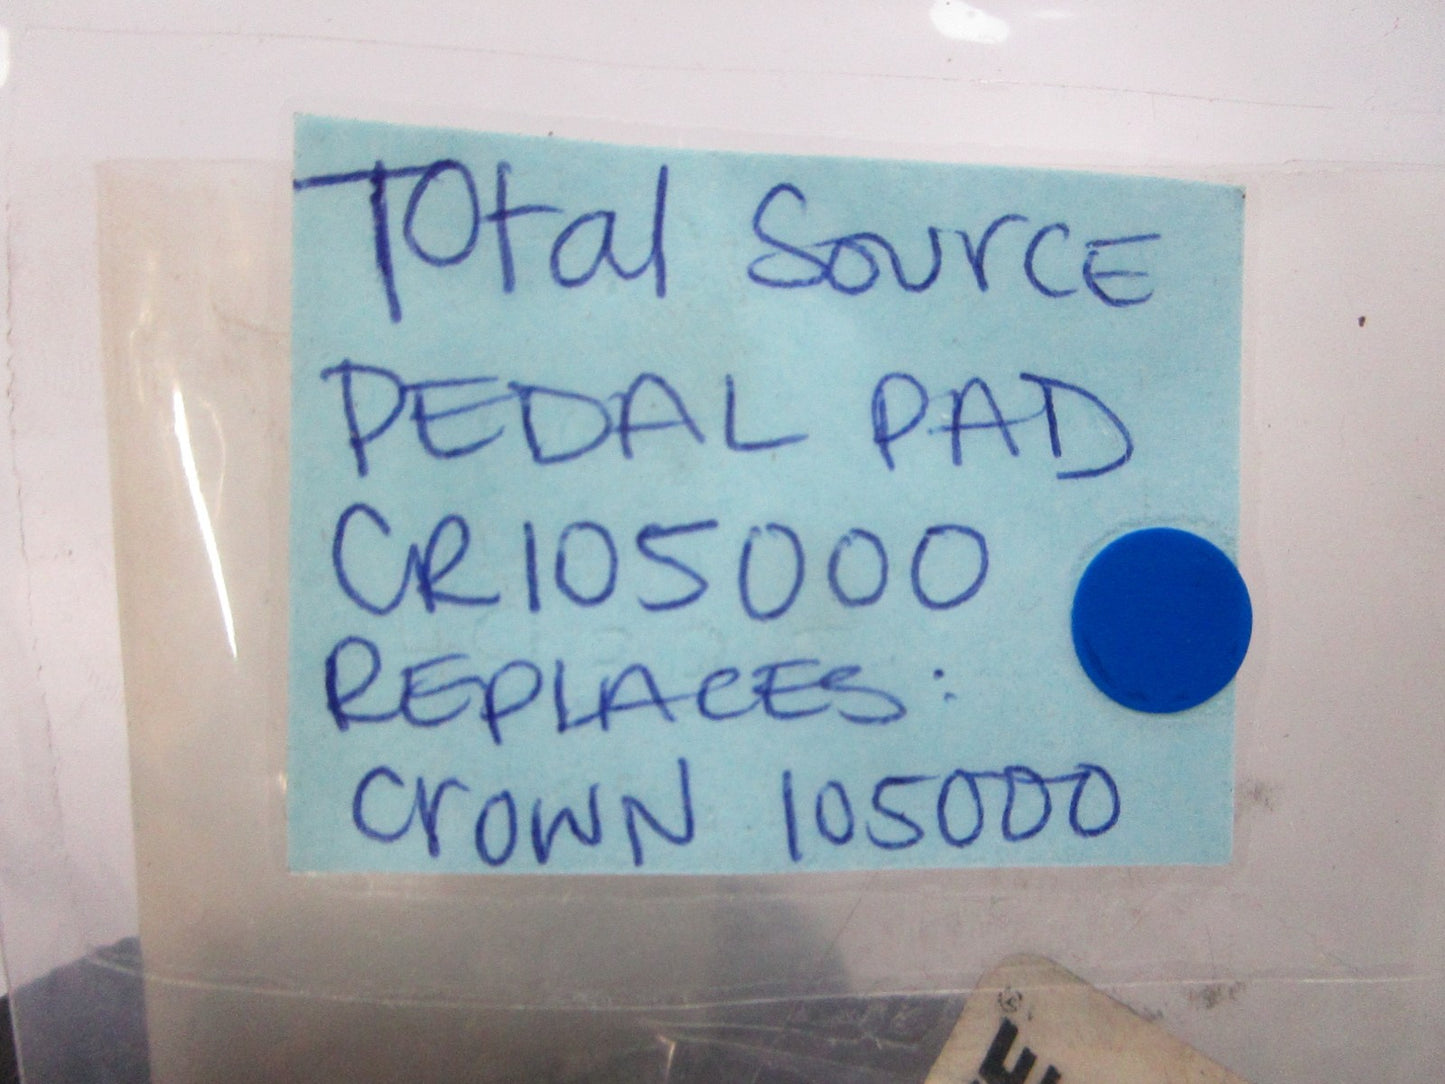 Total Source
PEDAL PAD
CR105000
REPLACES:
Crown 105000